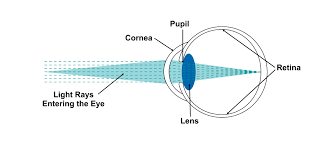 Pupil
Cornea
Retina
Light Rays
Entering the Eye
Lens